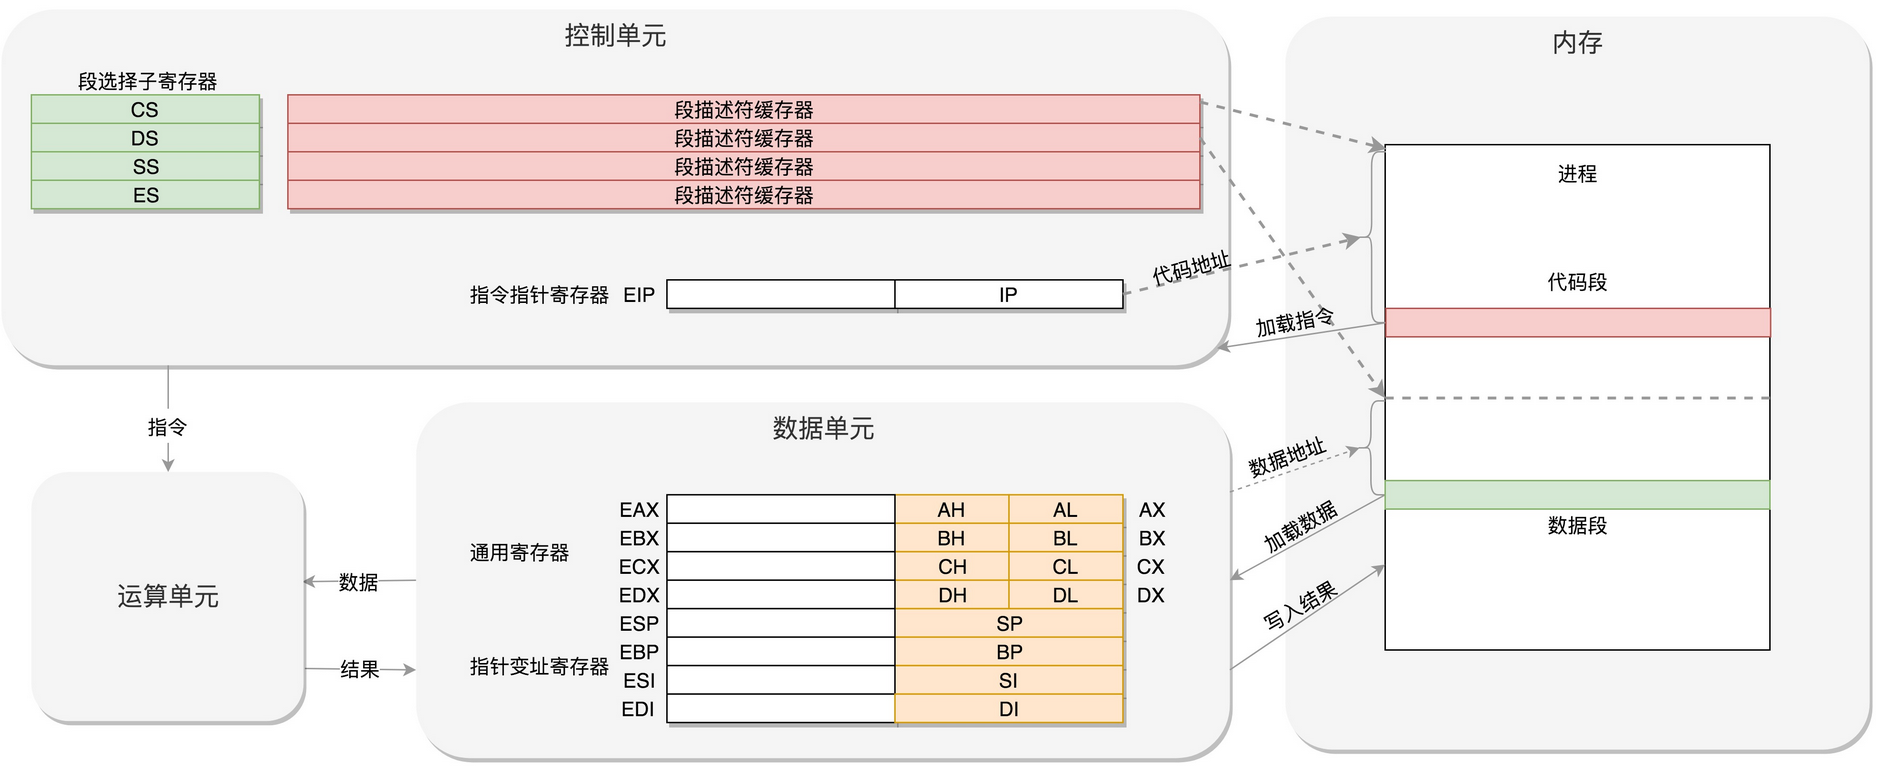 控制单元
段选择子寄存器
CS
DS
SS
ES
段描述符缓存器
段描述符缓存器
段描述符缓存器
段描述符缓存器
指令指针寄存器 EIP IP
代码地址
加载指令
内存
进程
代码段
数据段
指令
运算单元
数据
结果
数据单元
通用寄存器
EAX AH AL AX
EBX BH BL BX
ECX CH CL CX
EDX DH DL DX
指针变址寄存器
ESP SP
EBP BP
ESI SI
EDI DI
数据地址
加载数据
写入结果